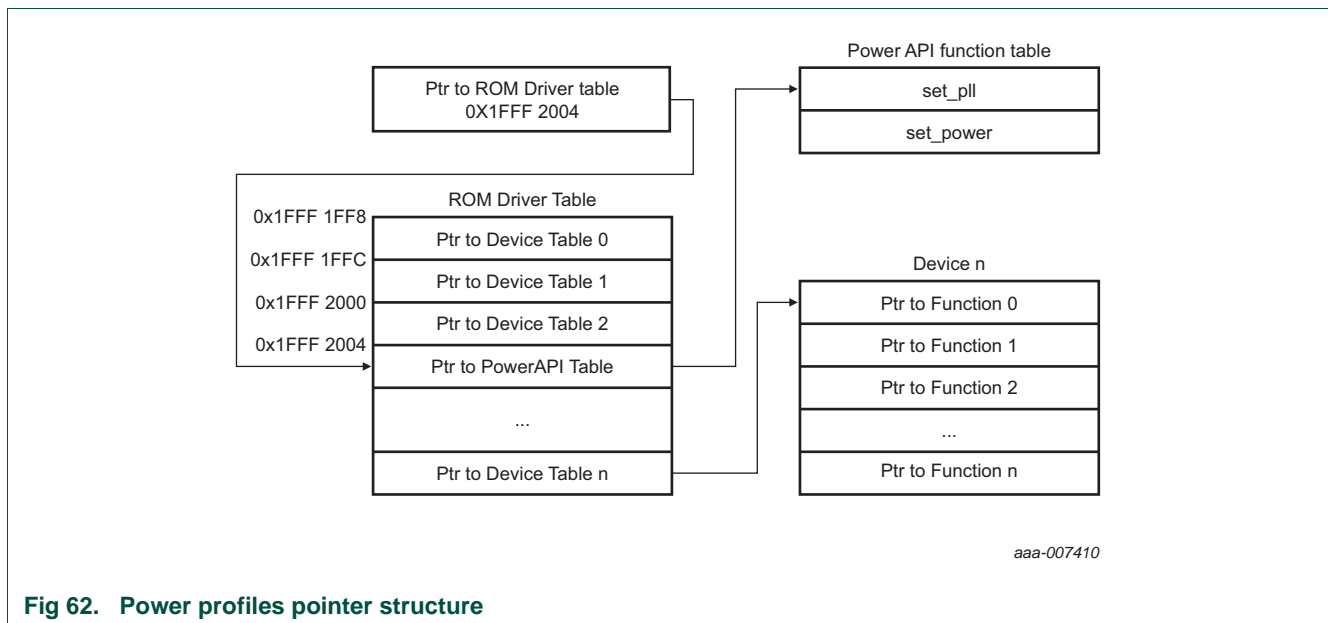 Power API function table
Ptr to ROM Driver table
0X1FFF 2004
set_pll
set_power
ROM Driver Table
0x1FFF 1FF8
Ptr to Device Table 0
0x1FFF 1FFC
Ptr to Device Table 1
0x1FFF 2000
Ptr to Device Table 2
0x1FFF 2004
Ptr to PowerAPI Table
...
Ptr to Device Table n
Device n
Ptr to Function 0
Ptr to Function 1
Ptr to Function 2
...
Ptr to Function n
aaa-007410
Fig 62. Power profiles pointer structure